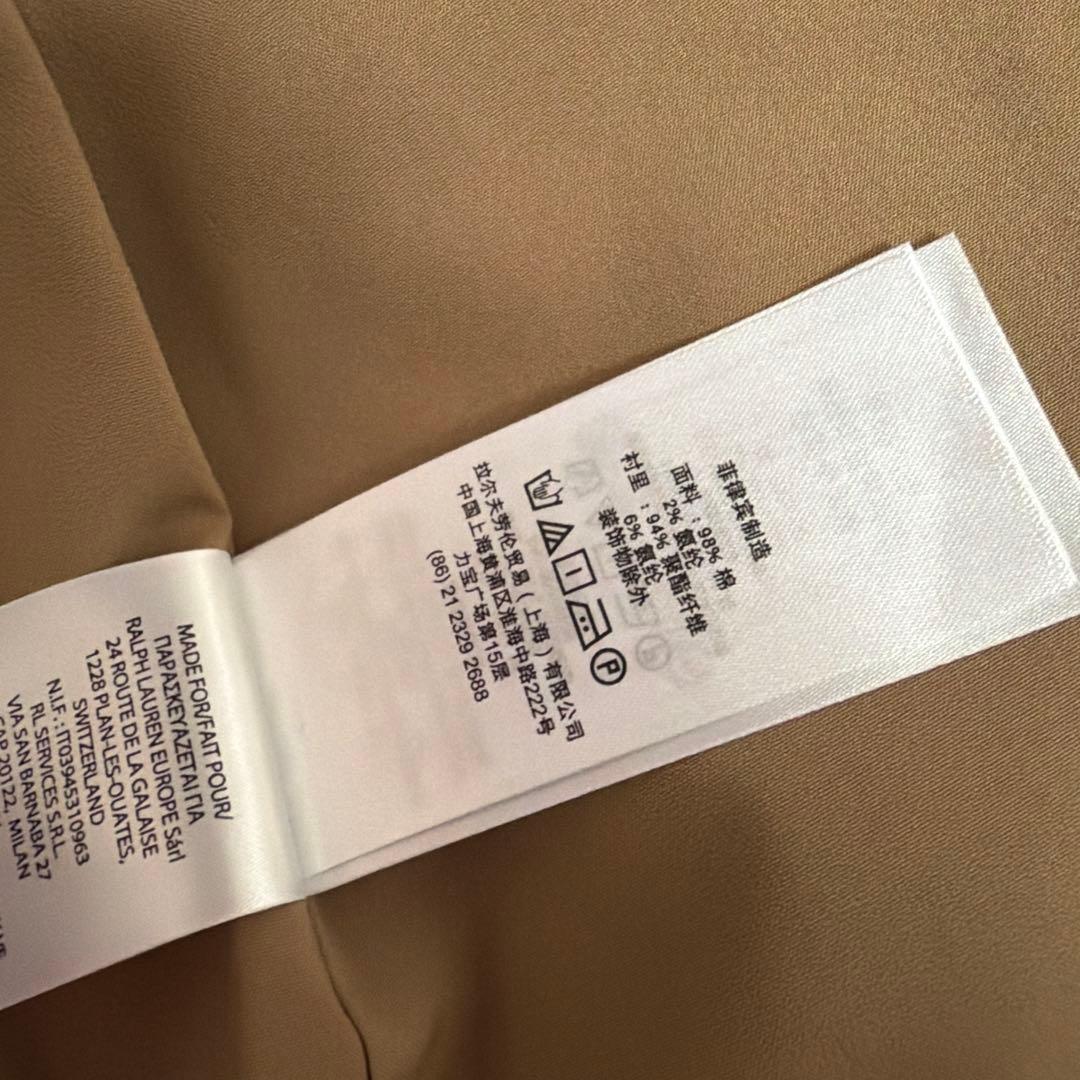 菲律宾制造
面料：98% 棉
2% 氨纶
衬里：94% 聚酯纤维
6% 氨纶
装饰物除外
P
拉尔夫劳伦贸易（上海）有限公司
中国上海黄浦区淮海中路222号
力宝广场第15层
(86) 21 2329 2688
MADE FOR/FAIT POUR/
ΠΑΡΑΣΚΕΥΑΖΕΤΑΙ ΓΙΑ
RALPH LAUREN EUROPE Sárl
24 ROUTE DE LA GALAISE
1228 PLAN-LES-OUATES,
SWITZERLAND
N.I.F.:IT03945310963
RL SERVICES S.R.L.
VIA SAN BARNABA 27
CAP 20122, MILAN